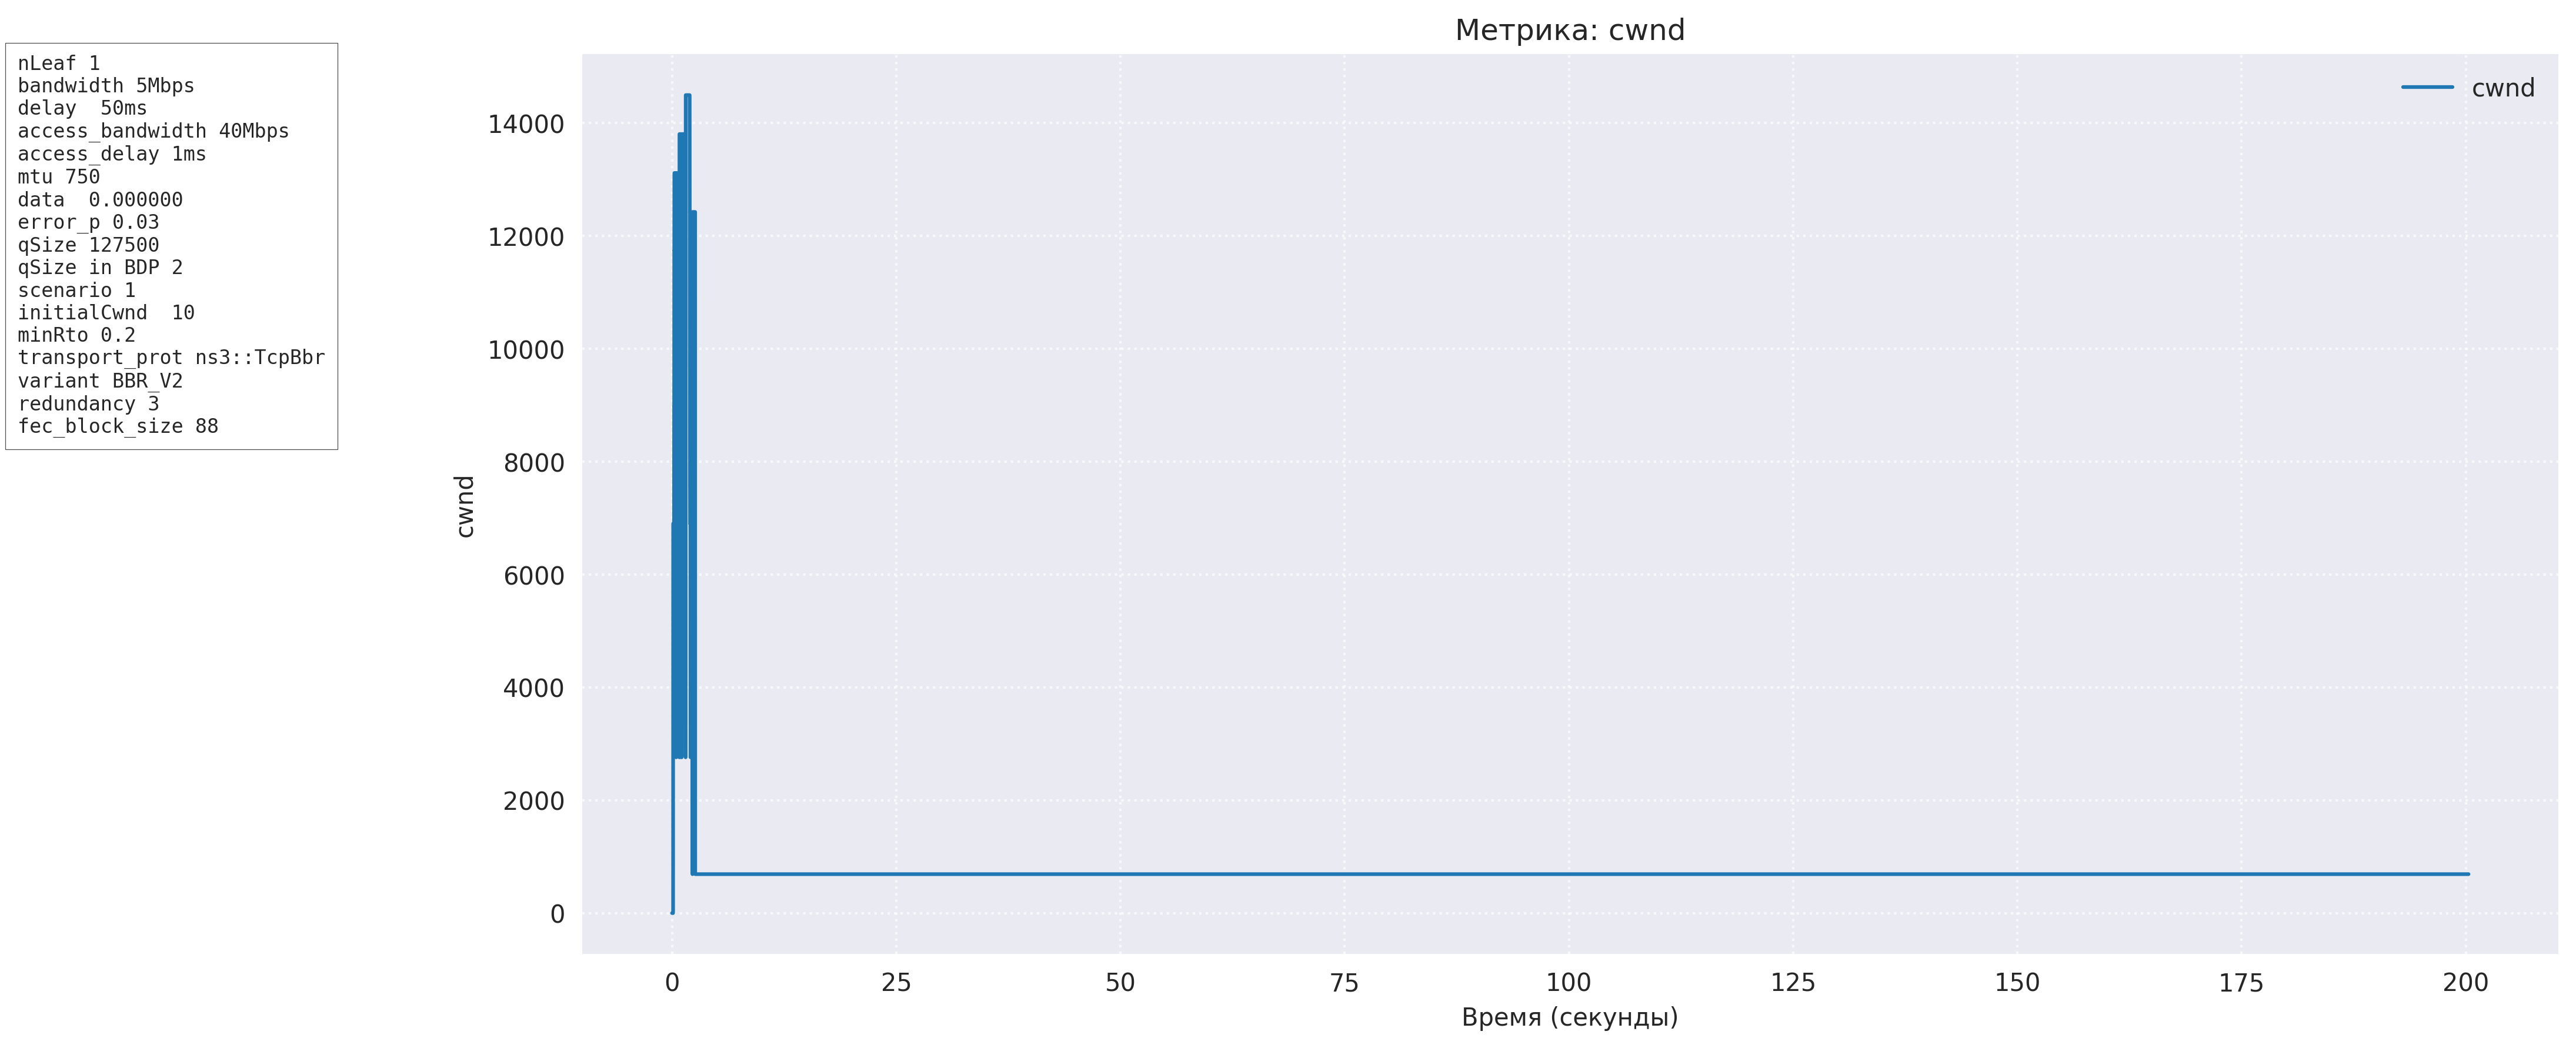 Метрика: cwnd
nLeaf 1
bandwidth 5Mbps
delay  50ms
access_bandwidth 40Mbps
access_delay 1ms
mtu 750
data  0.000000
error_p 0.03
qSize 127500
qSize in BDP 2
scenario 1
initialCwnd  10
minRto 0.2
transport_prot ns3::TcpBbr
variant BBR_V2
redundancy 3
fec_block_size 88
cwnd
14000
12000
10000
8000
6000
4000
2000
0
cwnd
0 25 50 75 100 125 150 175 200
Время (секунды)